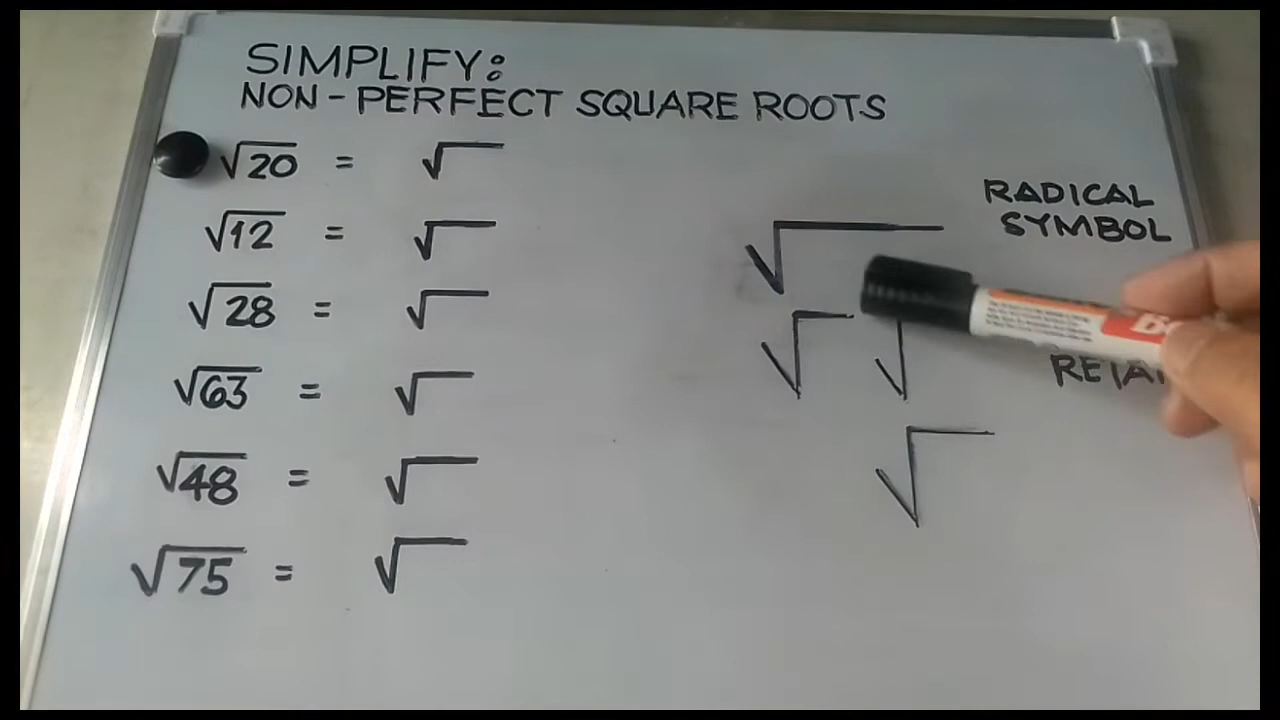 SIMPLIFY:
NON-PERFECT SQUARE ROOTS
√20 = √
√12 = √
√28 = √
√63 = √
√48 = √
√75 = √
RADICAL
SYMBOL
√
√ √
√